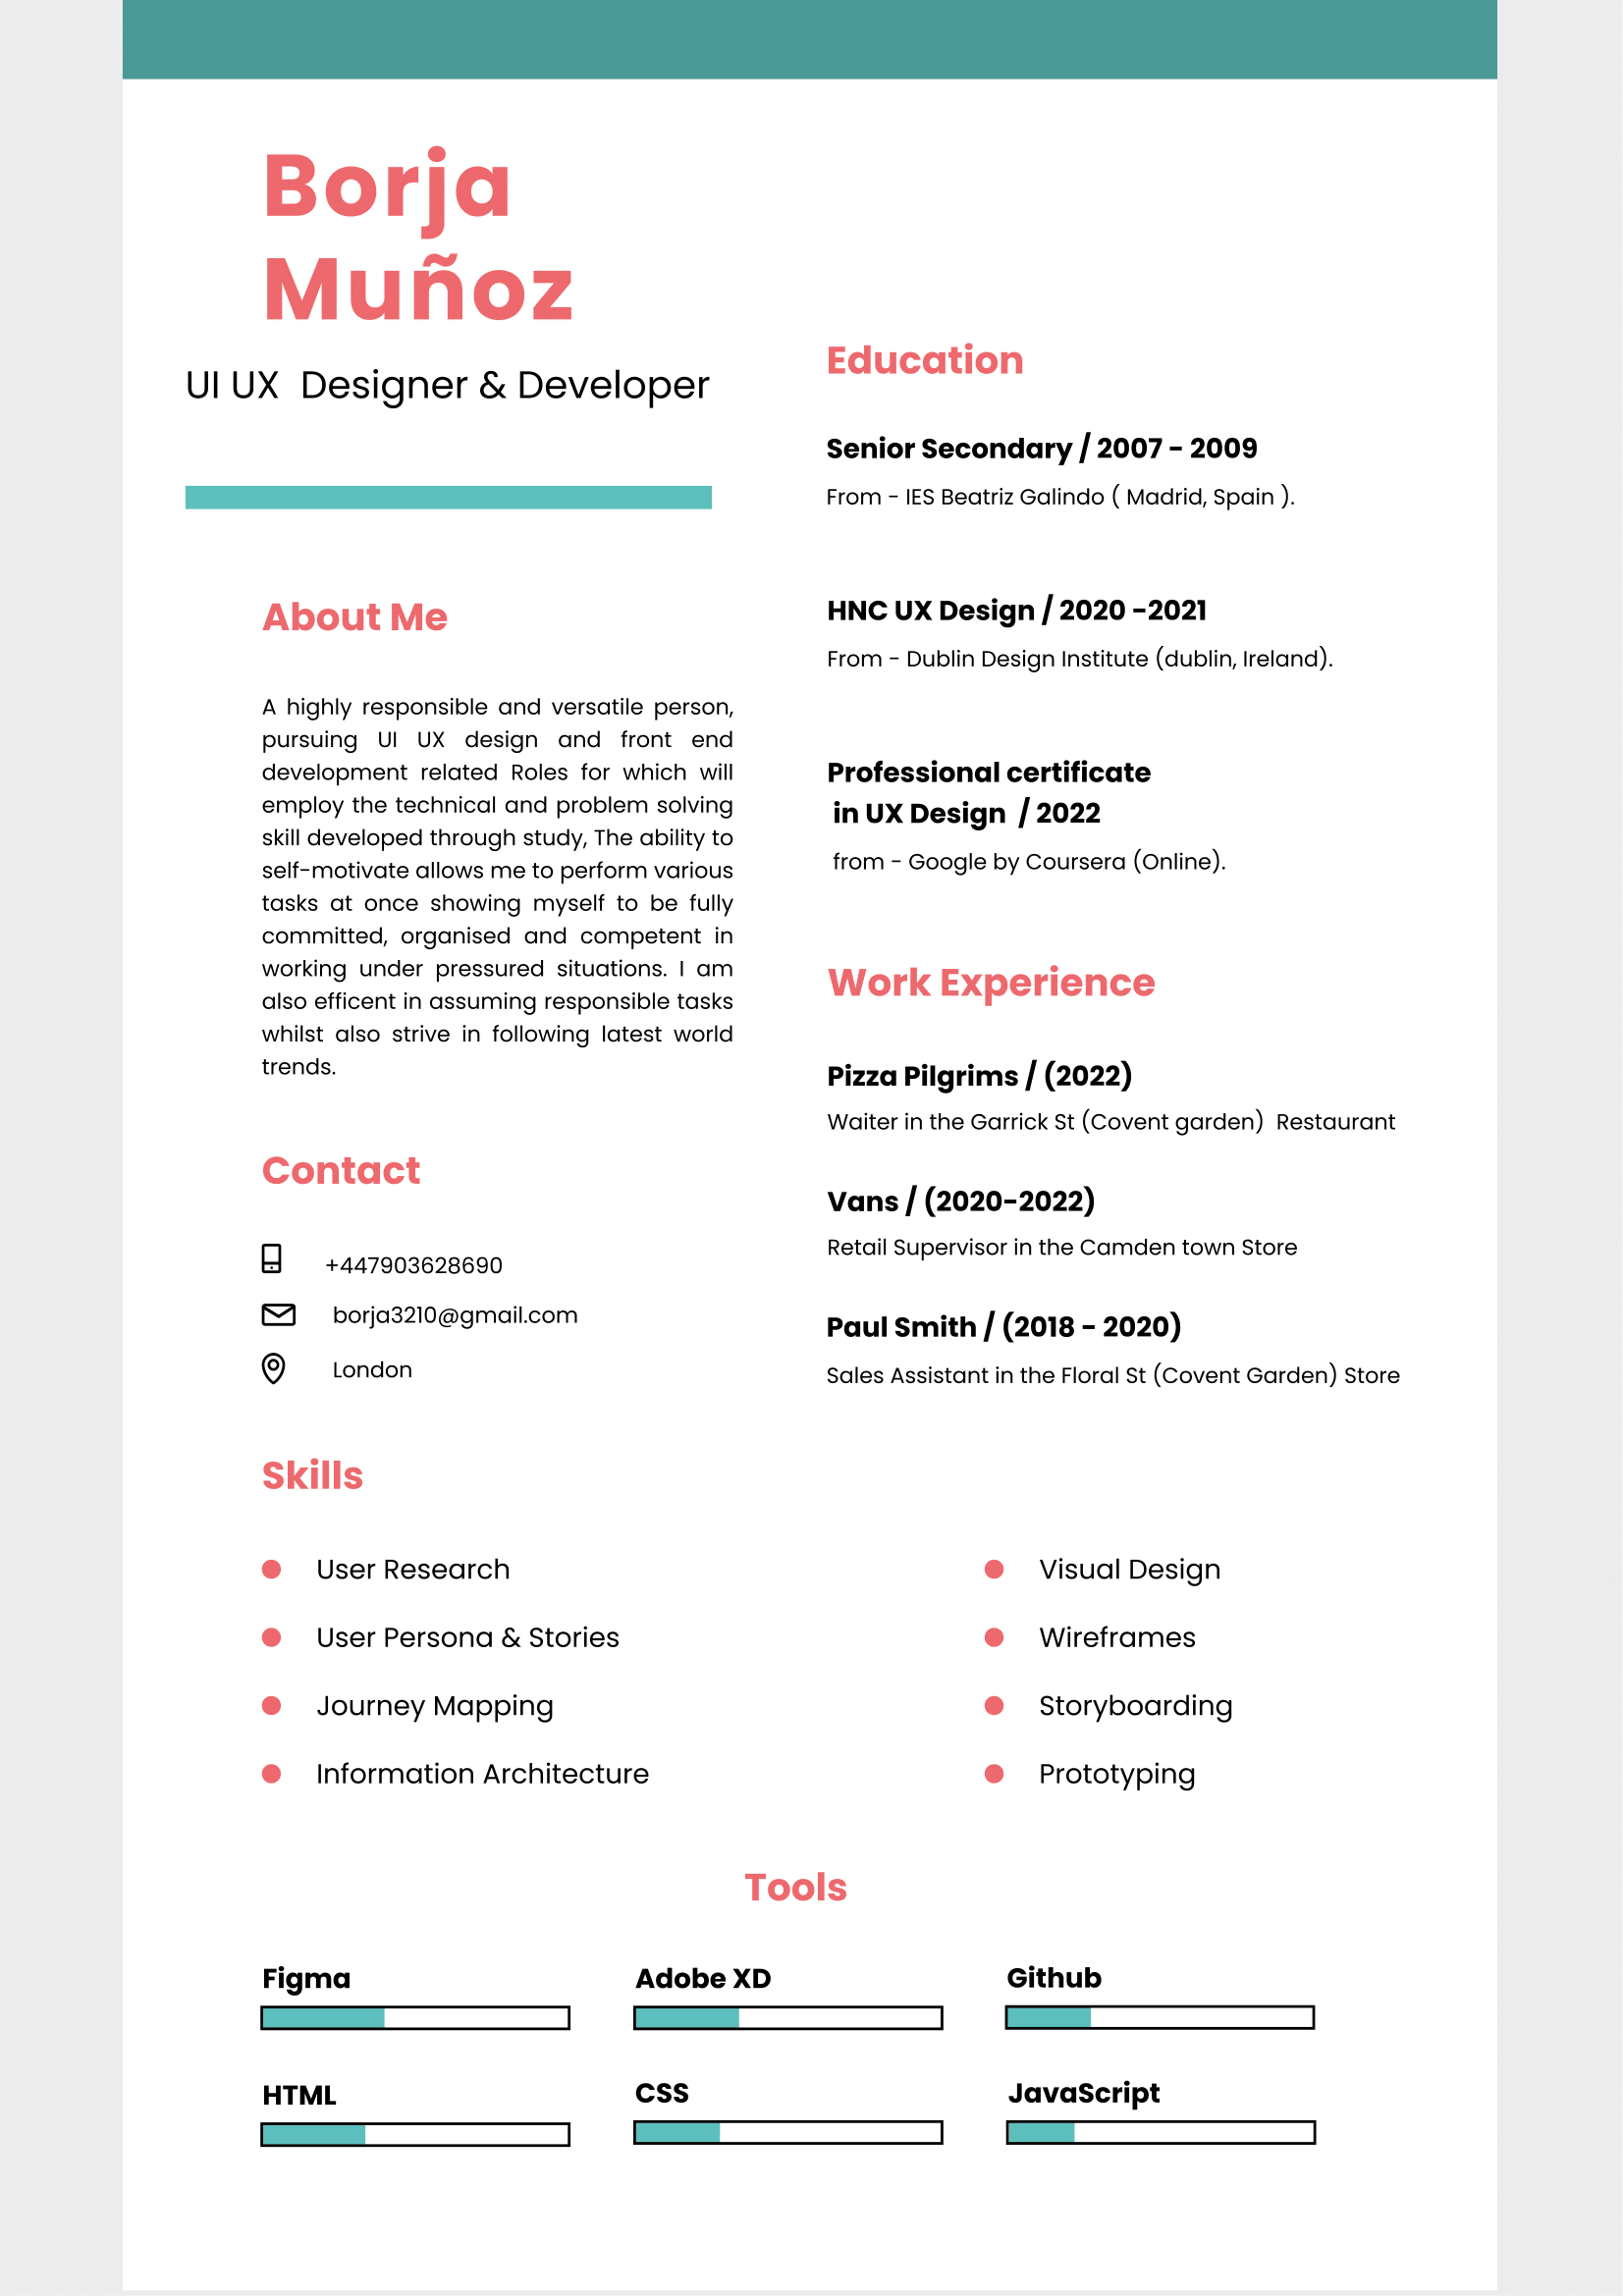 Borja
Muñoz
UI UX  Designer & Developer
About Me
A highly responsible and versatile person,
pursuing UI UX design and front end
development related Roles for which will
employ the technical and problem solving
skill developed through study, The ability to
self-motivate allows me to perform various
tasks at once showing myself to be fully
committed, organised and competent in
working under pressured situations. I am
also efficent in assuming responsible tasks
whilst also strive in following latest world
trends.
Contact
+447903628690
borja3210@gmail.com
London
Education
Senior Secondary / 2007 - 2009
From - IES Beatriz Galindo ( Madrid, Spain ).
HNC UX Design / 2020 -2021
From - Dublin Design Institute (dublin, Ireland).
Professional certificate
in UX Design  / 2022
from - Google by Coursera (Online).
Work Experience
Pizza Pilgrims / (2022)
Waiter in the Garrick St (Covent garden)  Restaurant
Vans / (2020-2022)
Retail Supervisor in the Camden town Store
Paul Smith / (2018 - 2020)
Sales Assistant in the Floral St (Covent Garden) Store
Skills
User Research
User Persona & Stories
Journey Mapping
Information Architecture
Visual Design
Wireframes
Storyboarding
Prototyping
Tools
Figma
Adobe XD
Github
HTML
CSS
JavaScript